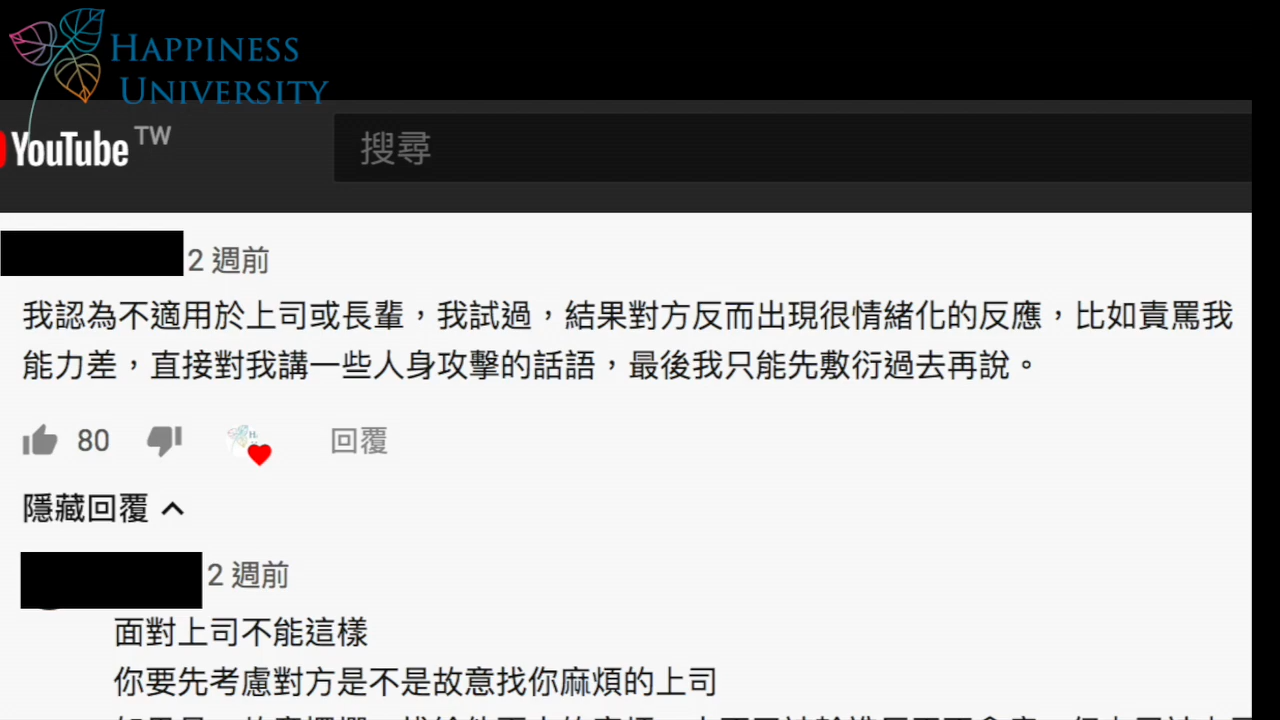 HAPPINESS
UNIVERSITY
YouTube TW
搜尋
2 週前
我認為不適用於上司或長輩，我試過，結果對方反而出現很情緒化的反應，比如責罵我
能力差，直接對我講一些人身攻擊的話語，最後我只能先敷衍過去再說。
80
回覆
隱藏回覆
2 週前
面對上司不能這樣
你要先考慮對方是不是故意找你麻煩的上司